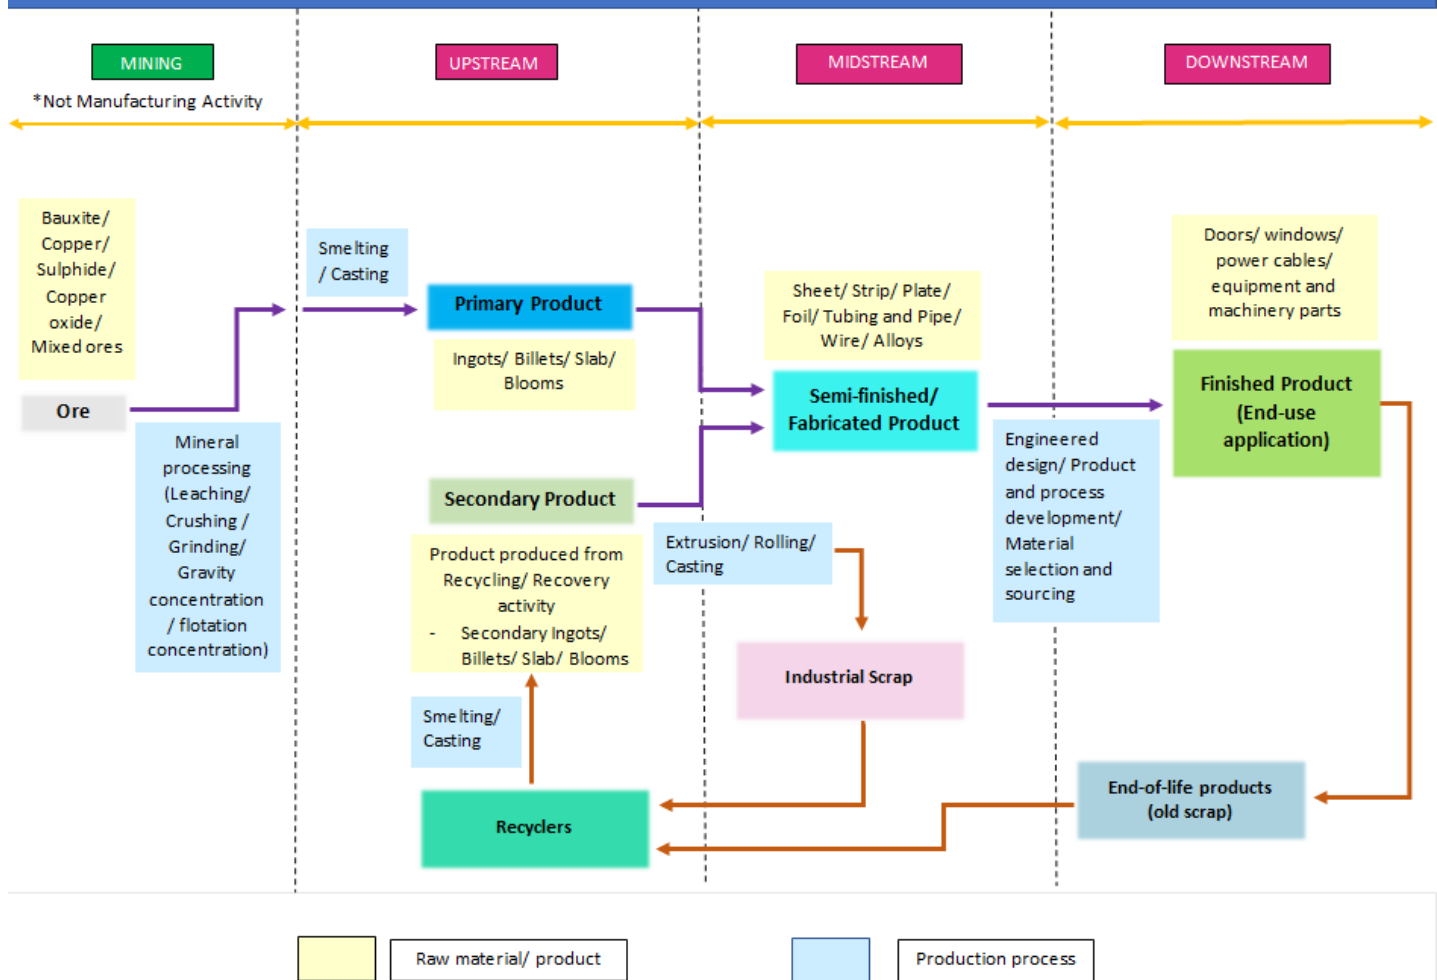 MINING
UPSTREAM
MIDSTREAM
DOWNSTREAM
*Not Manufacturing Activity
Bauxite/
Copper/
Sulphide/
Copper
oxide/
Mixed ores
Ore
Mineral
processing
(Leaching/
Crushing /
Grinding/
Gravity
concentration
/ flotation
concentration)
Smelting
/ Casting
Primary Product
Ingots/ Billets/ Slab/
Blooms
Secondary Product
Product produced from
Recycling/ Recovery
activity
- Secondary Ingots/
Billets/ Slab/ Blooms
Smelting/
Casting
Recyclers
Sheet/ Strip/ Plate/
Foil/ Tubing and Pipe/
Wire/ Alloys
Semi-finished/
Fabricated Product
Extrusion/ Rolling/
Casting
Industrial Scrap
Engineered
design/ Product
and process
development/
Material
selection and
sourcing
Doors/ windows/
power cables/
equipment and
machinery parts
Finished Product
(End-use
application)
End-of-life products
(old scrap)
Raw material/ product
Production process